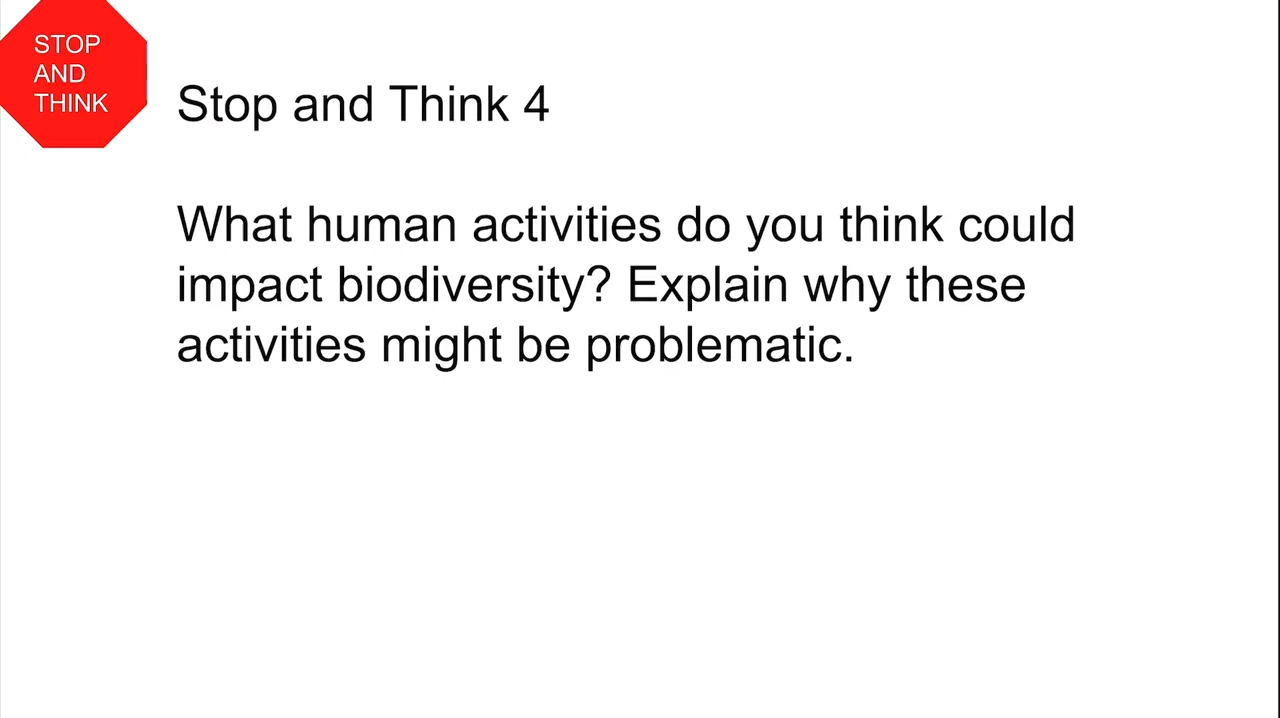 STOP
AND
THINK
Stop and Think 4
What human activities do you think could
impact biodiversity? Explain why these
activities might be problematic.